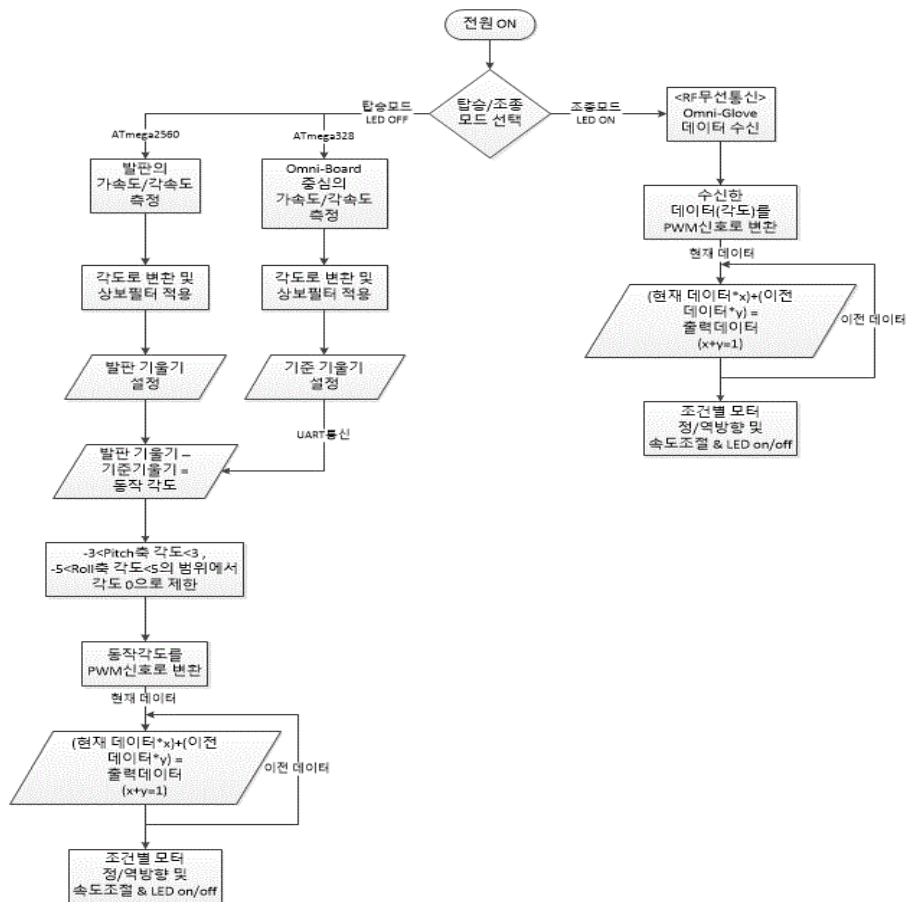 전원 ON
탑승/조종
모드 선택
탑승모드
LED OFF
조종모드
LED ON
<RF무선통신>
Omni-Glove
데이터 수신
ATmega2560
ATmega328
발판의
가속도/각속도
측정
Omni-Board
중심의
가속도/각속도
측정
수신한
데이터(각도)를
PWM신호로 변환
현재 데이터
각도로 변환 및
상보필터 적용
각도로 변환 및
상보필터 적용
(현재 데이터*x)+(이전
데이터*y) =
출력데이터
(x+y=1)
이전 데이터
발판 기울기
설정
기준 기울기
설정
조건별 모터
정/역방향 및
속도조절 & LED on/off
UART통신
발판 기울기 –
기준기울기 =
동작 각도
-3<Pitch축 각도<3 ,
-5<Roll축 각도<5의 범위에서
각도 0으로 제한
동작각도를
PWM신호로 변환
현재 데이터
(현재 데이터*x)+(이전
데이터*y) =
출력데이터
(x+y=1)
이전 데이터
조건별 모터
정/역방향 및
속도조절 & LED on/off